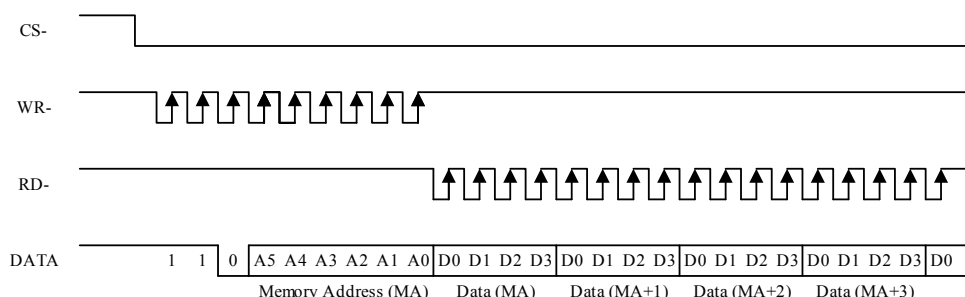 CS-
WR-
RD-
DATA 1 1 0 A5 A4 A3 A2 A1 A0 D0 D1 D2 D3 D0 D1 D2 D3 D0 D1 D2 D3 D0 D1 D2 D3 D0
Memory Address (MA) Data (MA) Data (MA+1) Data (MA+2) Data (MA+3)